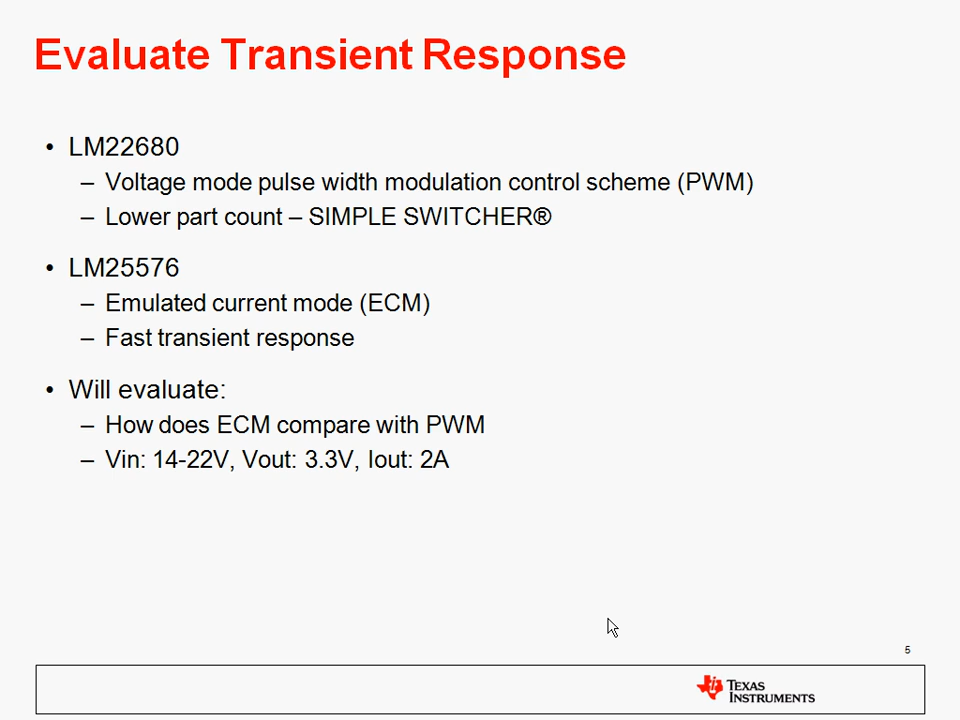 Evaluate Transient Response
• LM22680
– Voltage mode pulse width modulation control scheme (PWM)
– Lower part count – SIMPLE SWITCHER®
• LM25576
– Emulated current mode (ECM)
– Fast transient response
• Will evaluate:
– How does ECM compare with PWM
– Vin: 14-22V, Vout: 3.3V, Iout: 2A
5
TEXAS
INSTRUMENTS